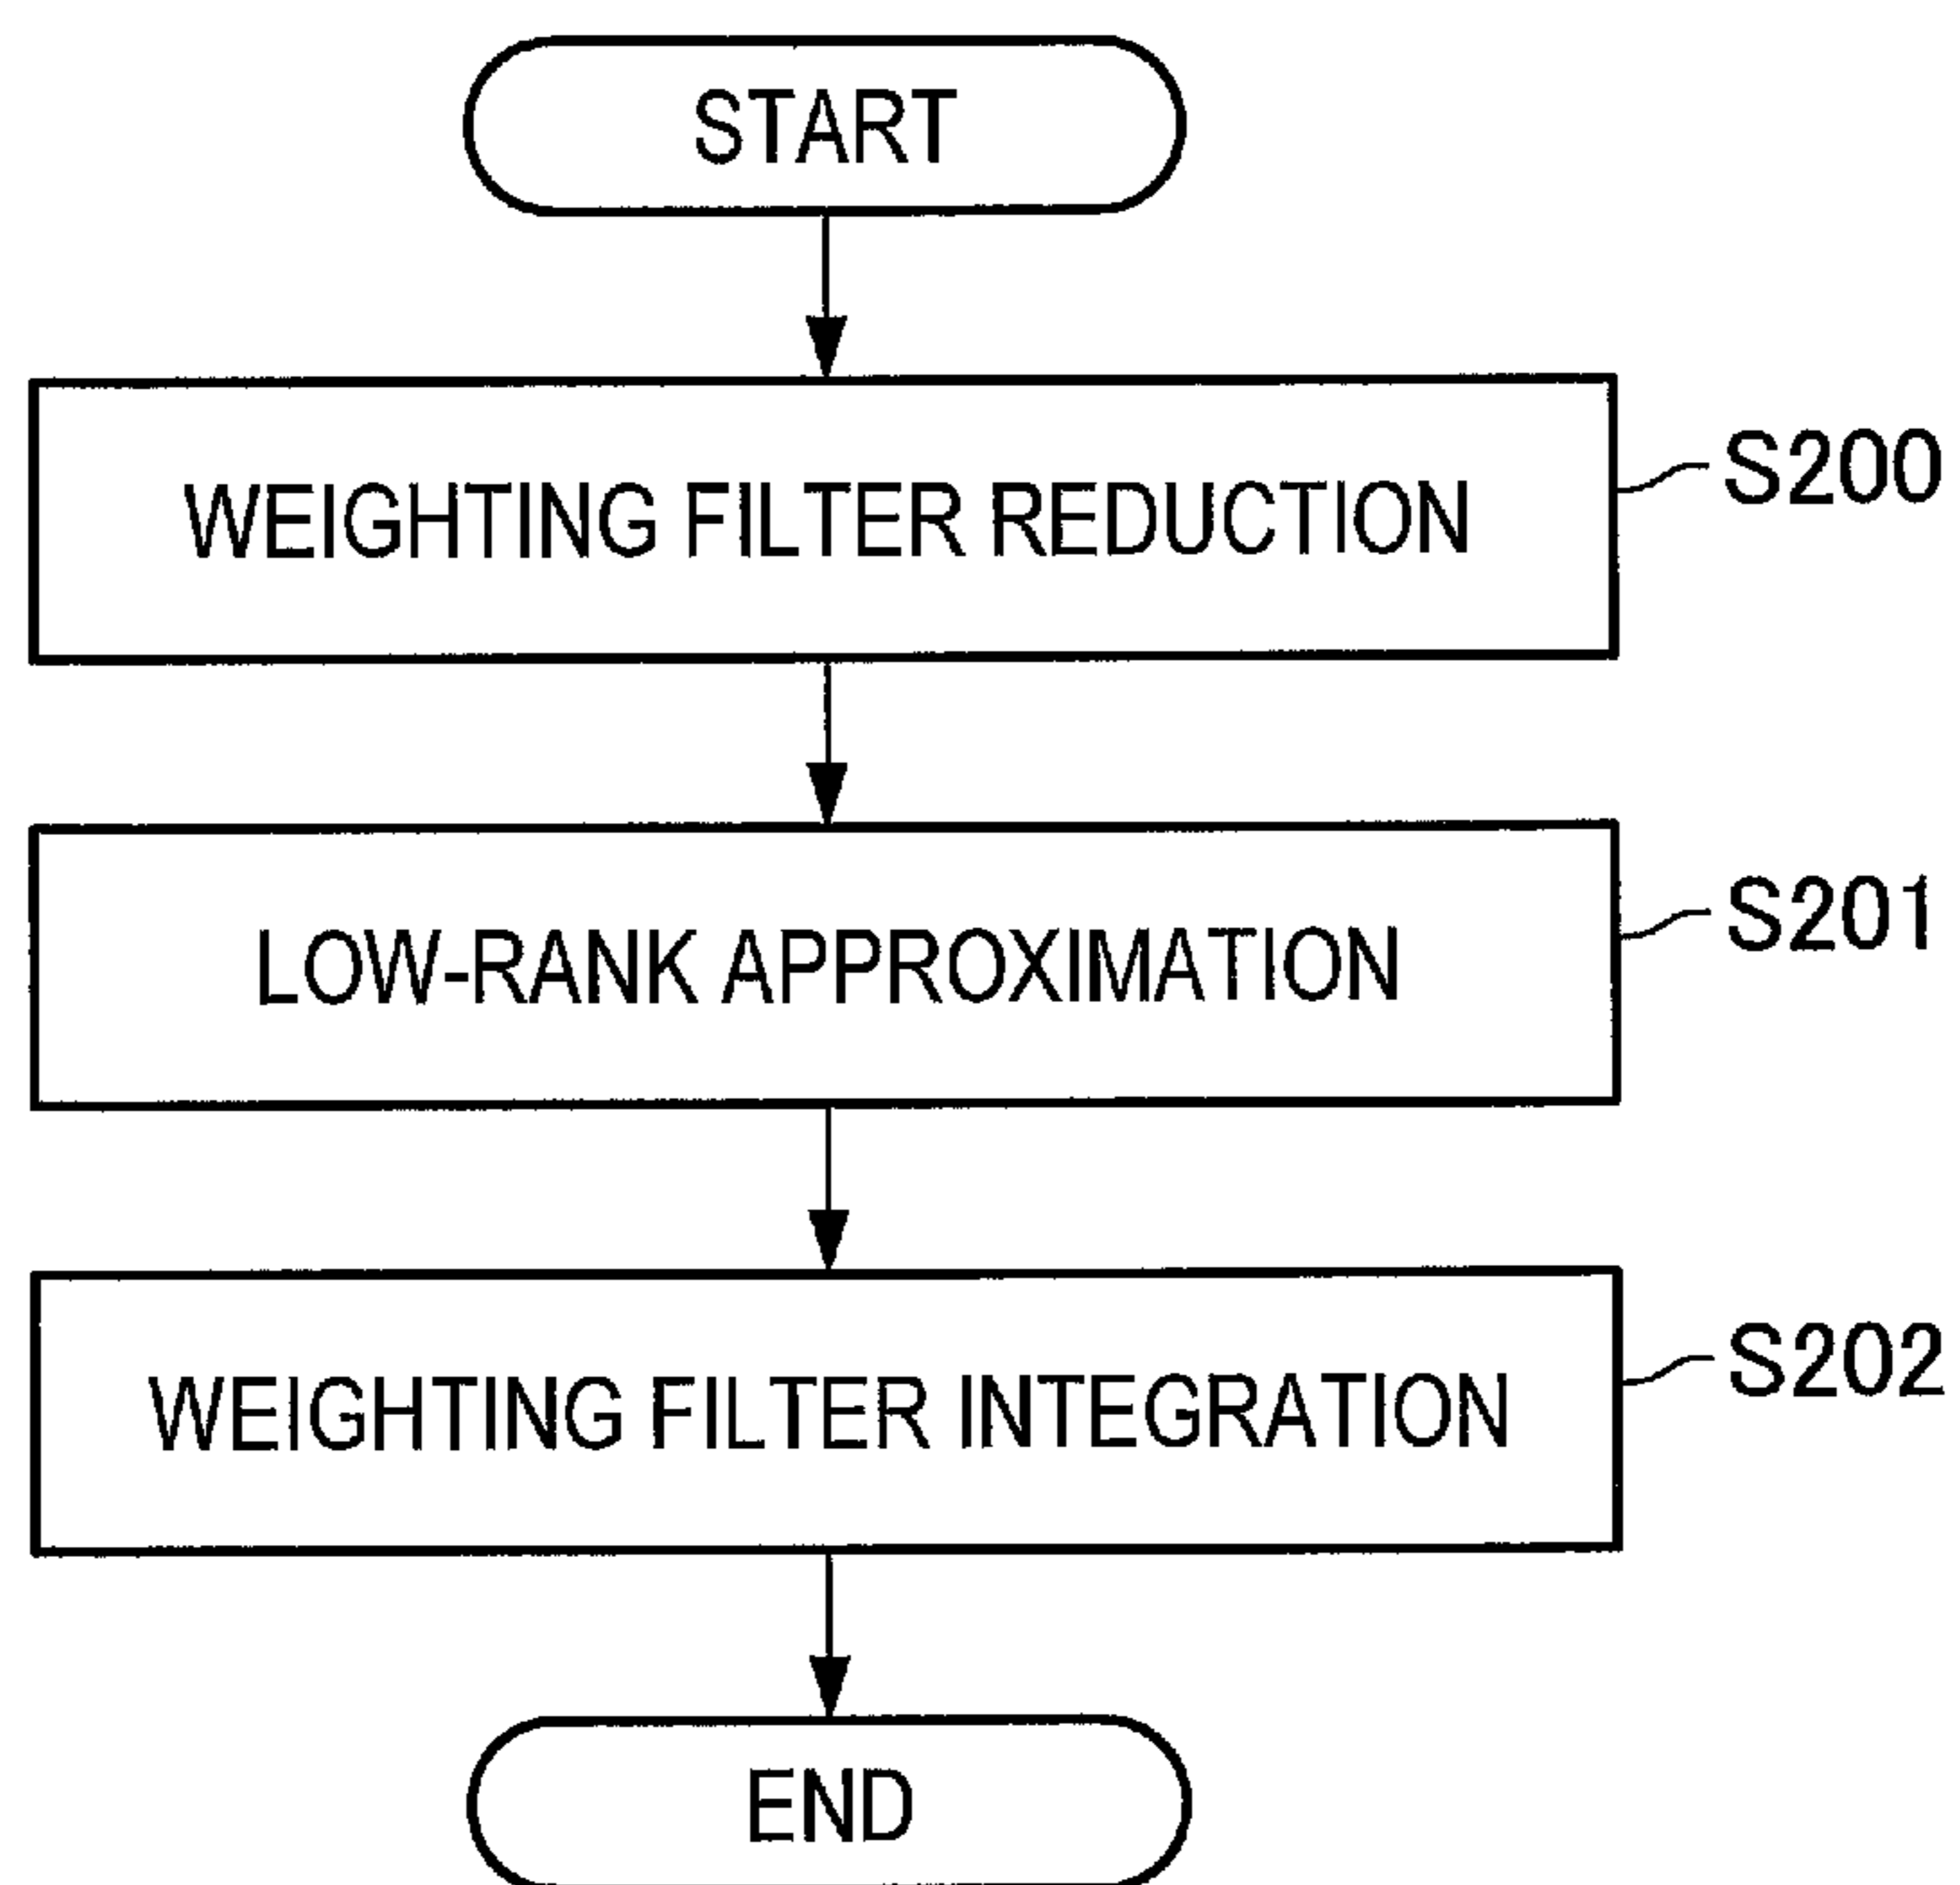 START
WEIGHTING FILTER REDUCTION
S200
LOW-RANK APPROXIMATION
S201
WEIGHTING FILTER INTEGRATION
S202
END